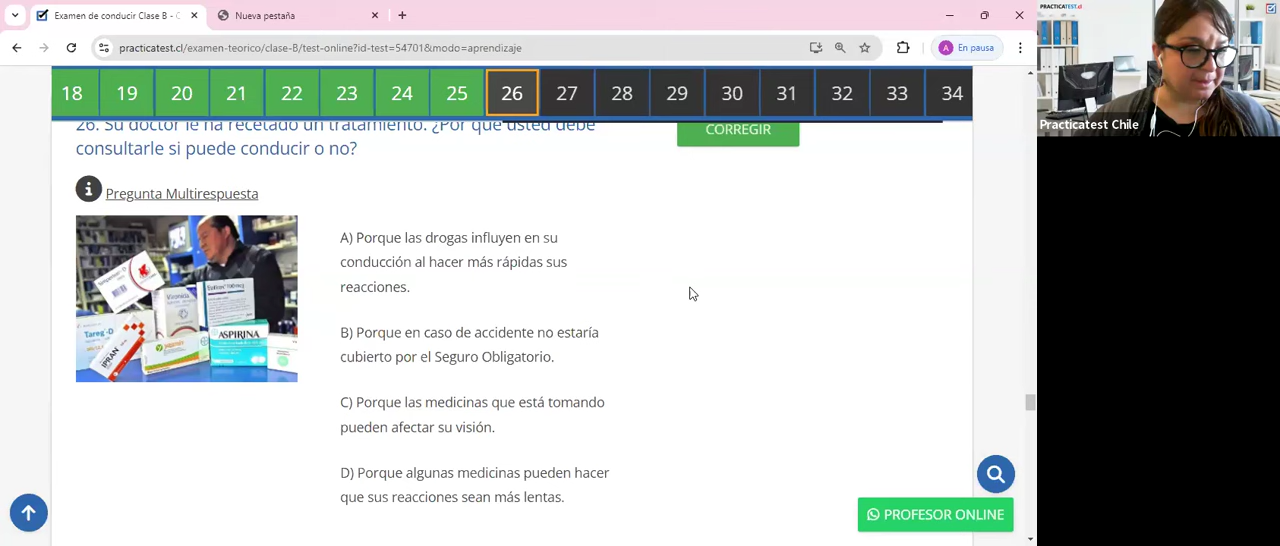 Examen de conducir Clase B - C
Nueva pestaña
practicatest.cl/examen-teorico/clase-B/test-online?id-test=54701&modo=aprendizaje
A
En pausa
PRACTICATEST.cl
18 19 20 21 22 23 24 25 26 27 28 29 30 31 32 33 34
Practicatest Chile
26. Su doctor le ha recetado un tratamiento. ¿Por qué usted debe
consultarle si puede conducir o no?
CORREGIR
Pregunta Multirespuesta
A) Porque las drogas influyen en su
conducción al hacer más rápidas sus
reacciones.
B) Porque en caso de accidente no estaría
cubierto por el Seguro Obligatorio.
C) Porque las medicinas que está tomando
pueden afectar su visión.
D) Porque algunas medicinas pueden hacer
que sus reacciones sean más lentas.
Tareg-D
IPRAN
ASPIRINA
PROFESOR ONLINE